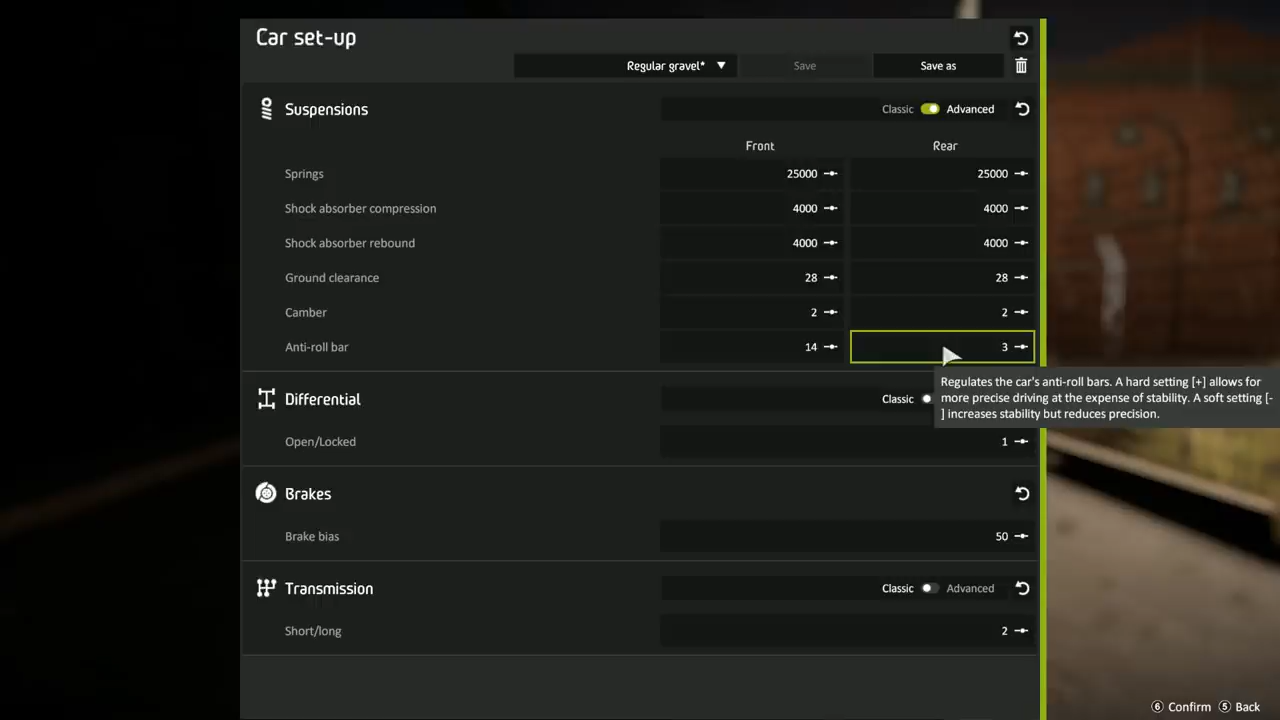 Car set-up
Regular gravel*
Save
Save as
Suspensions
Classic
Advanced
Front
Rear
Springs
25000
25000
Shock absorber compression
4000
4000
Shock absorber rebound
4000
4000
Ground clearance
28
28
Camber
2
2
Anti-roll bar
14
3
Regulates the car's anti-roll bars. A hard setting [+] allows for
more precise driving at the expense of stability. A soft setting [-
] increases stability but reduces precision.
Differential
Classic
Open/Locked
1
Brakes
Brake bias
50
Transmission
Classic
Advanced
Short/long
2
6 Confirm
5 Back